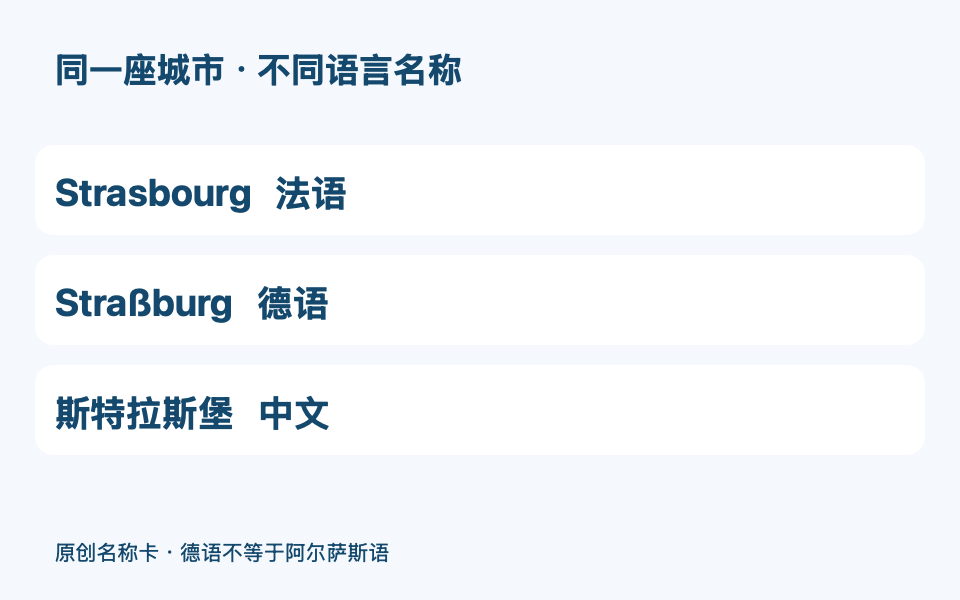 同一座城市 · 不同语言名称
Strasbourg 法语
Straßburg 德语
斯特拉斯堡 中文
原创名称卡 · 德语不等于阿尔萨斯语